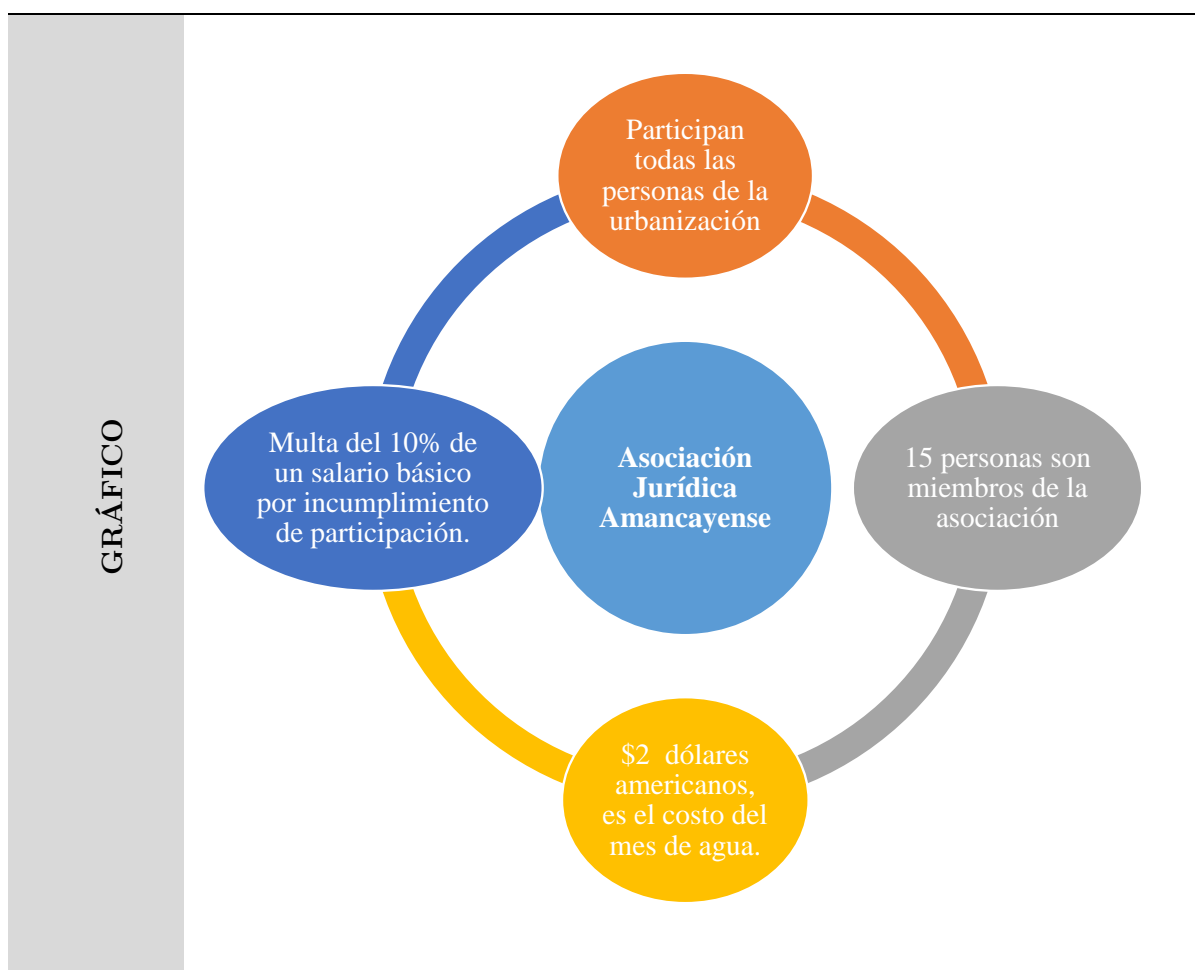 GRÁFICO
Participan
todas las
personas de la
urbanización
Multa del 10% de
un salario básico
por incumplimiento
de participación.
Asociación
Jurídica
Amancayense
15 personas son
miembros de la
asociación
$2 dólares
americanos,
es el costo del
mes de agua.